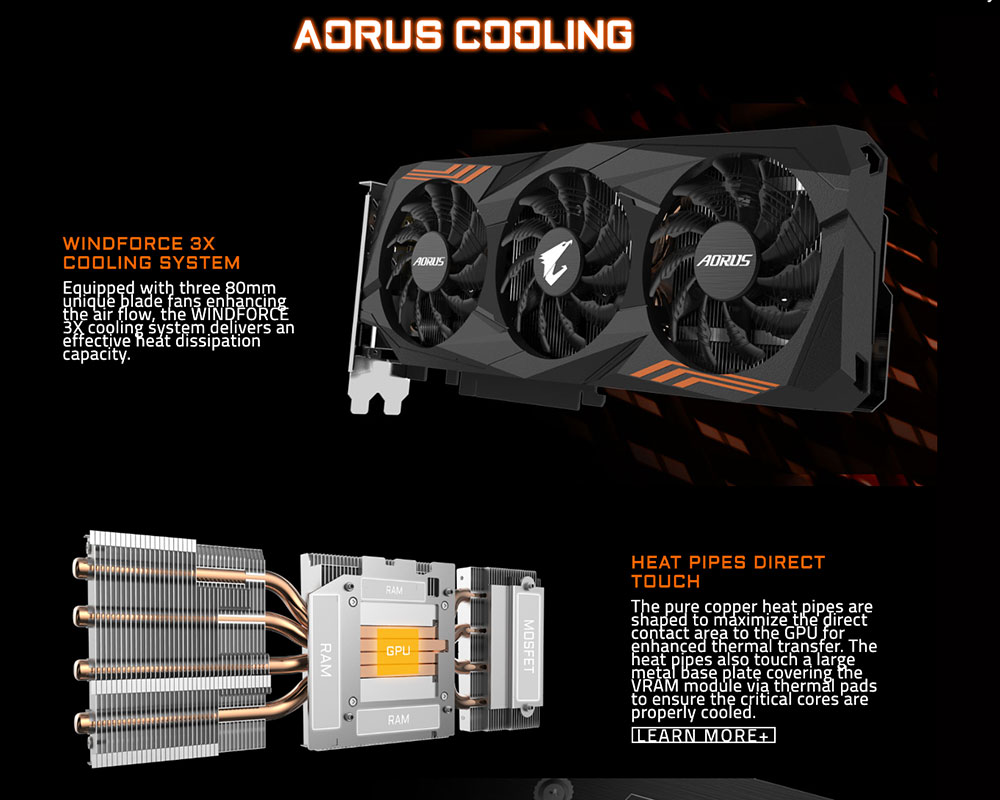 AORUS COOLING
WINDFORCE 3X
COOLING SYSTEM
Equipped with three 80mm
unique blade fans enhancing
the air flow, the WINDFORCE
3X cooling system delivers an
effective heat dissipation
capacity.
AORUS
AORUS
RAM
GPU
RAM
RAM
MOSFET
HEAT PIPES DIRECT
TOUCH
The pure copper heat pipes are
shaped to maximize the direct
contact area to the GPU for
enhanced thermal transfer. The
heat pipes also touch a large
metal base plate covering the
VRAM module via thermal pads
to ensure the critical cores are
properly cooled.
LEARN MORE+